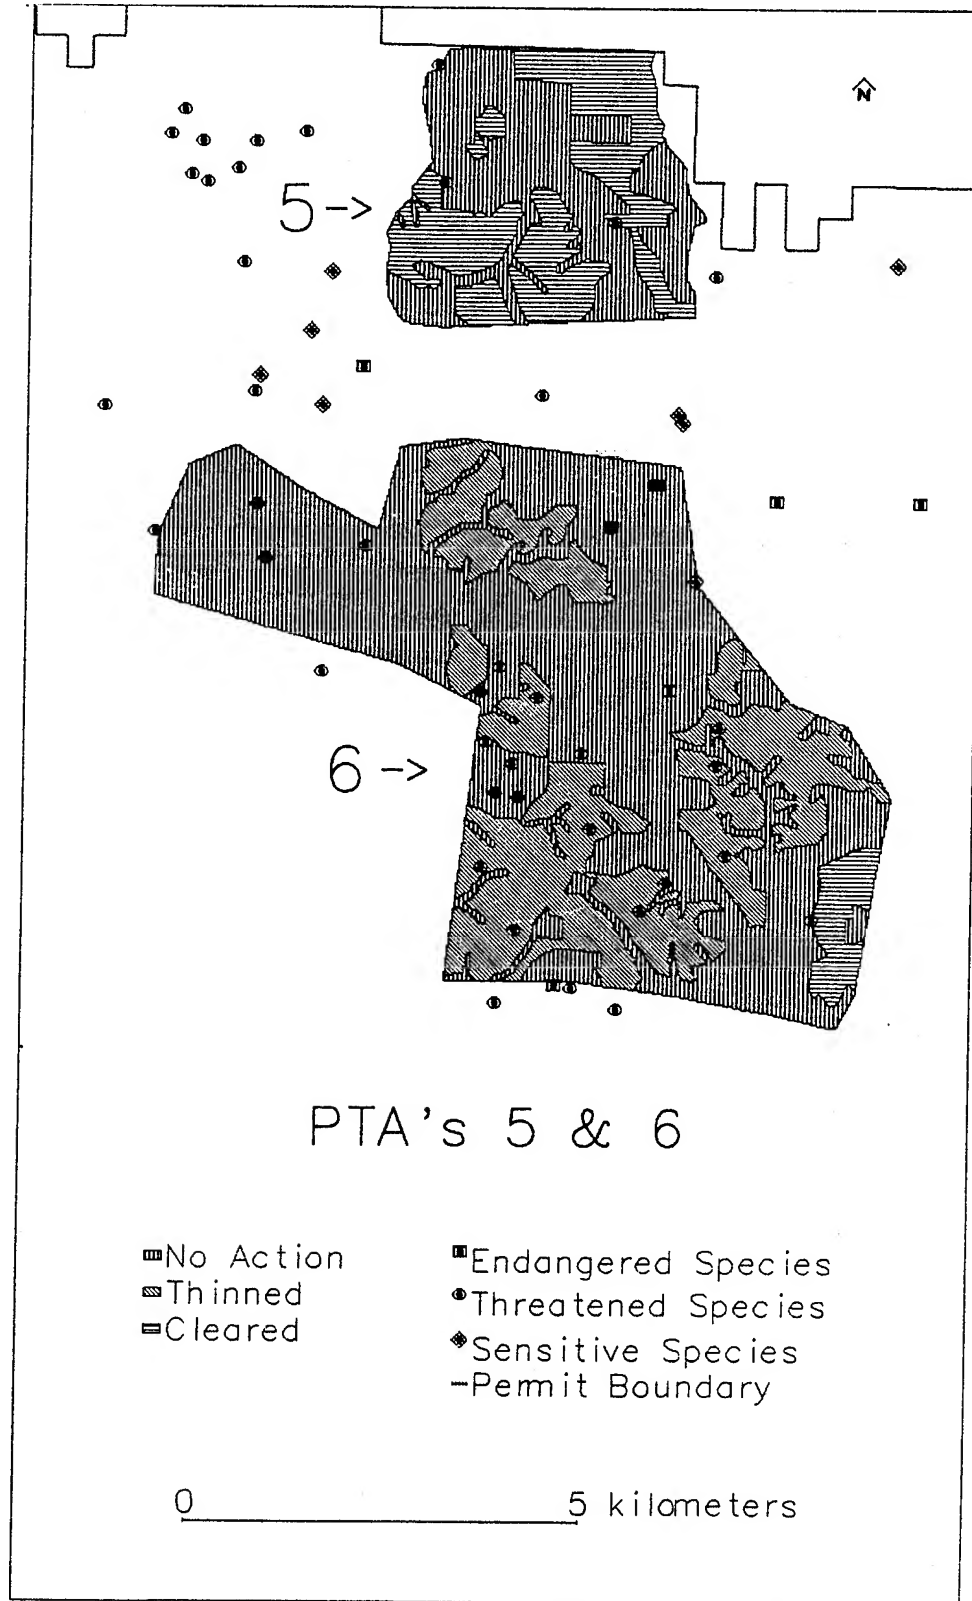 N
5 ->
6 ->
PTA's 5 & 6
No Action
Thinned
Cleared
Endangered Species
Threatened Species
Sensitive Species
Permit Boundary
0 5 kilometers